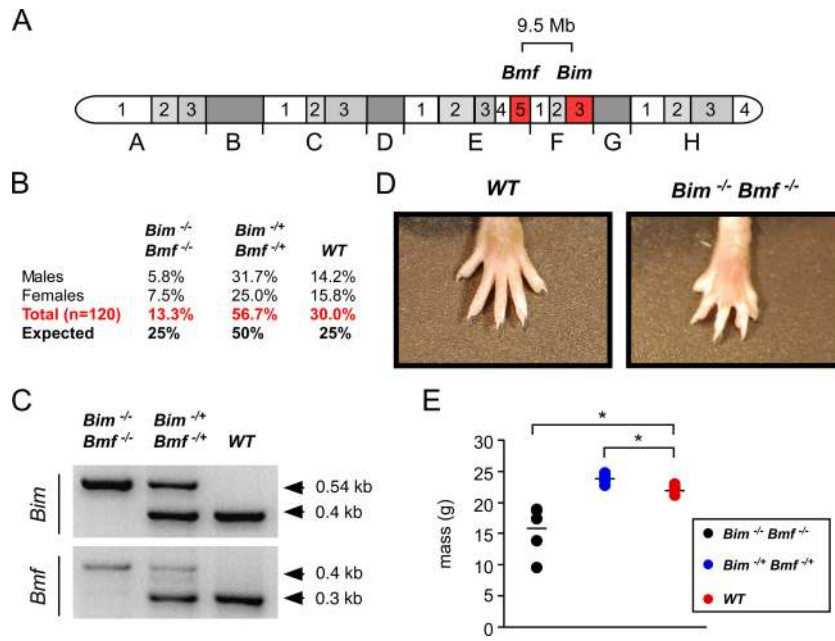 A
9.5 Mb
Bmf Bim
1 2 3 1 2 3 1 2 3 4 5 1 2 3 1 2 3 4
A B C D E F G H
B
Bim -/- Bim -/+
Bmf -/- Bmf -/+ WT
Males 5.8% 31.7% 14.2%
Females 7.5% 25.0% 15.8%
Total (n=120) 13.3% 56.7% 30.0%
Expected 25% 50% 25%
C
Bim -/- Bim -/+
Bmf -/- Bmf -/+ WT
Bim
0.54 kb
0.4 kb
Bmf
0.4 kb
0.3 kb
D
WT Bim -/- Bmf -/-
E
*
*
30
25
20
15
10
5
0
mass (g)
Bim -/- Bmf -/-
Bim -/+ Bmf -/+
WT